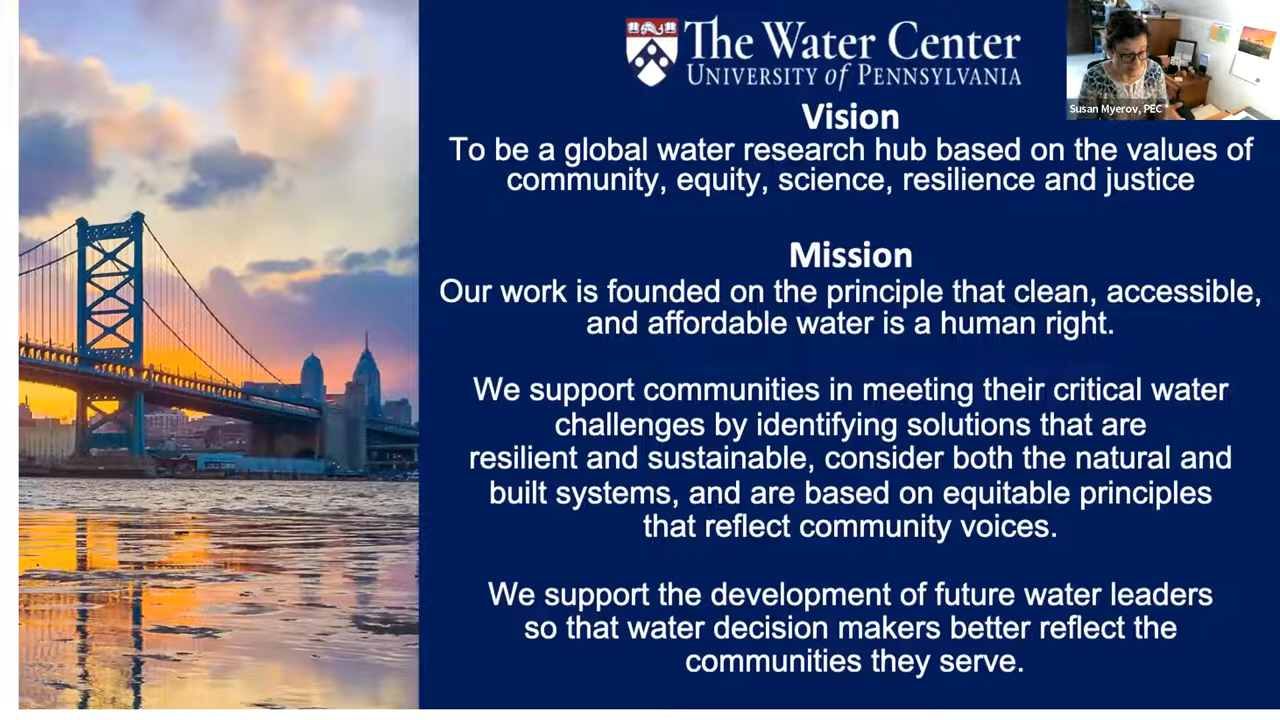 The Water Center
UNIVERSITY of PENNSYLVANIA
Susan Myerov, PEC
Vision
To be a global water research hub based on the values of
community, equity, science, resilience and justice
Mission
Our work is founded on the principle that clean, accessible,
and affordable water is a human right.
We support communities in meeting their critical water
challenges by identifying solutions that are
resilient and sustainable, consider both the natural and
built systems, and are based on equitable principles
that reflect community voices.
We support the development of future water leaders
so that water decision makers better reflect the
communities they serve.